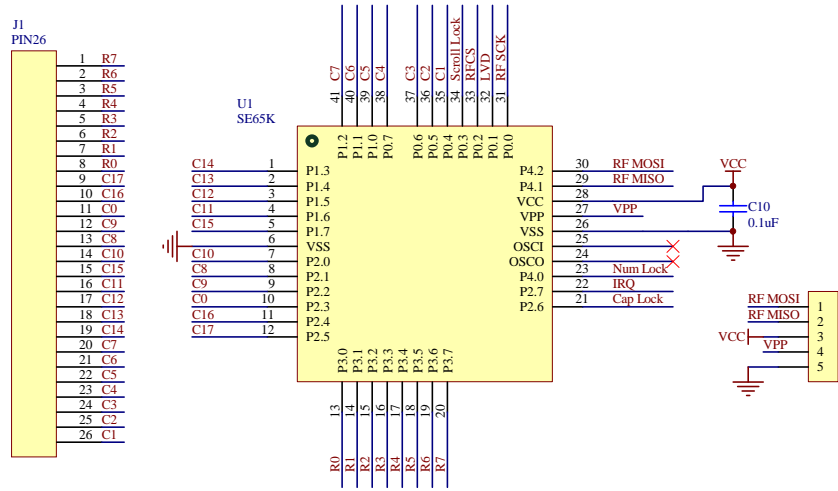 J1
PIN26
1 R7
2 R6
3 R5
4 R4
5 R3
6 R2
7 R1
8 R0
9 C17
10 C16
11 C0
12 C9
13 C8
14 C10
15 C15
16 C11
17 C12
18 C13
19 C14
20 C7
21 C6
22 C5
23 C4
24 C3
25 C2
26 C1
U1
SE65K
41 C7
40 C6
39 C5
38 C4
37 C3
36 C2
35 C1
34 Scroll Lock
33 RFCS
32 LVD
31 RF SCK
P1.2
P1.1
P1.0
P0.7
P0.6
P0.5
P0.4
P0.3
P0.2
P0.1
P0.0
C14 1 P1.3
C13 2 P1.4
C12 3 P1.5
C11 4 P1.6
C15 5 P1.7
6 VSS
C10 7 P2.0
C8 8 P2.1
C9 9 P2.2
C0 10 P2.3
C16 11 P2.4
C17 12 P2.5
P4.2 30 RF MOSI
P4.1 29 RF MISO
VCC 28
VPP 27 VPP
VSS 26
OSCI 25
OSCO 24
P4.0 23 Num Lock
P2.7 22 IRQ
P2.6 21 Cap Lock
P3.0
P3.1
P3.2
P3.3
P3.4
P3.5
P3.6
P3.7
R0 13
R1 14
R2 15
R3 16
R4 17
R5 18
R6 19
R7 20
VCC
C10
0.1uF
RF MOSI 1
RF MISO 2
VCC 3
VPP 4
5